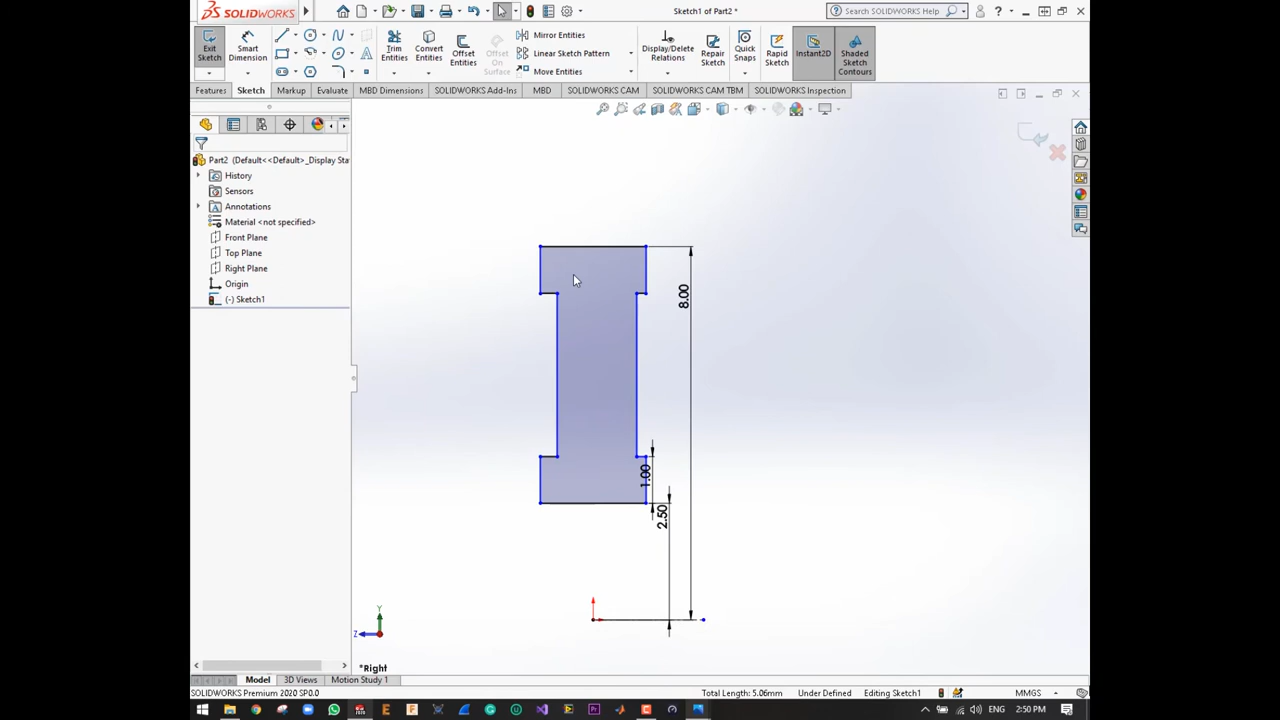 SOLIDWORKS
Sketch1 of Part2 *
Search SOLIDWORKS Help
Exit Sketch
Smart Dimension
Trim Entities
Convert Entities
Offset Entities
Offset On Surface
Mirror Entities
Linear Sketch Pattern
Move Entities
Display/Delete Relations
Repair Sketch
Quick Snaps
Rapid Sketch
Instant2D
Shaded Sketch Contours
Features
Sketch
Markup
Evaluate
MBD Dimensions
SOLIDWORKS Add-Ins
MBD
SOLIDWORKS CAM
SOLIDWORKS CAM TBM
SOLIDWORKS Inspection
Part2 (Default<<Default>_Display Sta
History
Sensors
Annotations
Material <not specified>
Front Plane
Top Plane
Right Plane
Origin
(-) Sketch1
8.00
1.00
2.50
Y
Z
*Right
Model
3D Views
Motion Study 1
SOLIDWORKS Premium 2020 SP0.0
Total Length: 5.06mm
Under Defined
Editing Sketch1
MMGS
ENG
2:50 PM